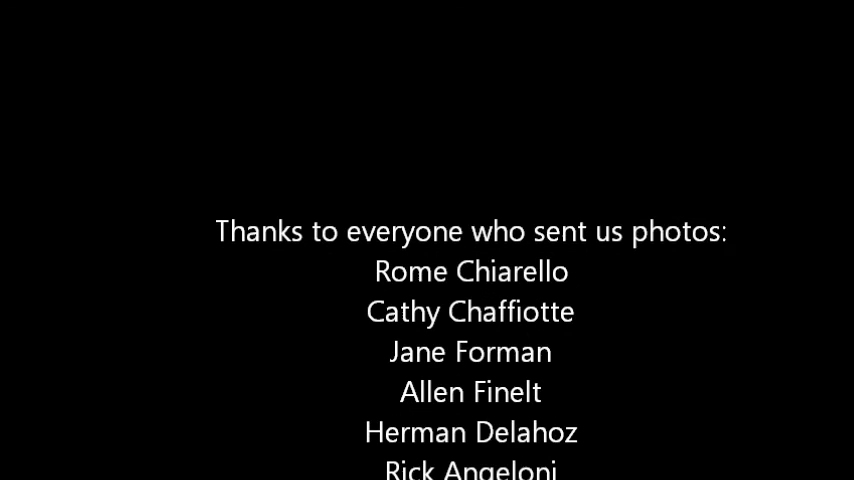 Thanks to everyone who sent us photos:
Rome Chiarello
Cathy Chaffiotte
Jane Forman
Allen Finelt
Herman Delahoz
Rick Angeloni